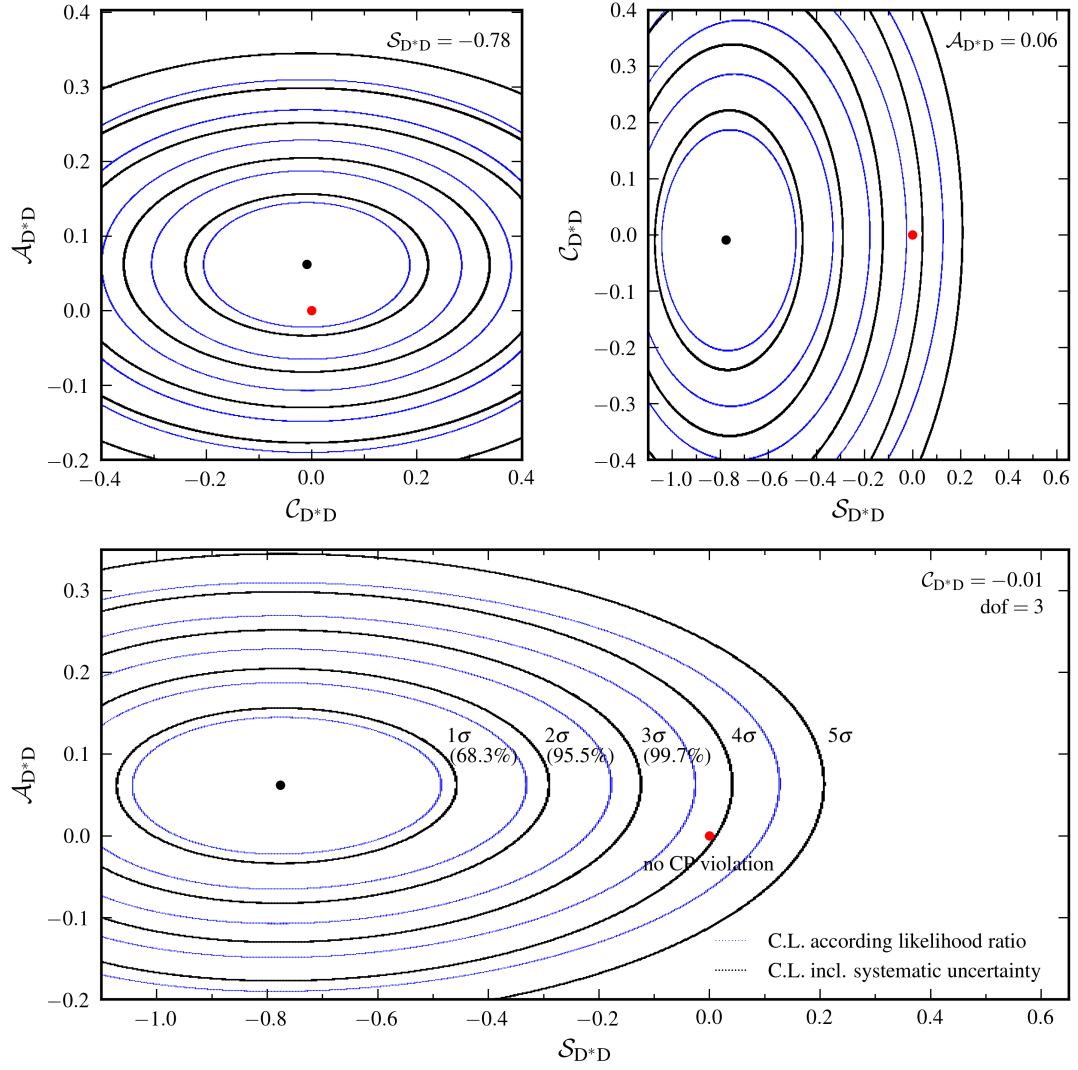 0.4
0.3
0.2
0.1
0.0
−0.1
−0.2
−0.4
−0.2
0.0
0.2
0.4
𝒜D*D
𝒞D*D
𝒮D*D = −0.78
0.4
0.3
0.2
0.1
0.0
−0.1
−0.2
−0.3
−0.4
−1.0 −0.8 −0.6 −0.4 −0.2 0.0 0.2 0.4 0.6
𝒞D*D
𝒮D*D
𝒜D*D = 0.06
0.3
0.2
0.1
0.0
−0.1
−0.2
−1.0 −0.8 −0.6 −0.4 −0.2 0.0 0.2 0.4 0.6
𝒜D*D
𝒮D*D
𝒞D*D = −0.01
dof = 3
1σ
(68.3%)
2σ
(95.5%)
3σ
(99.7%)
4σ
5σ
no CP violation
C.L. according likelihood ratio
C.L. incl. systematic uncertainty